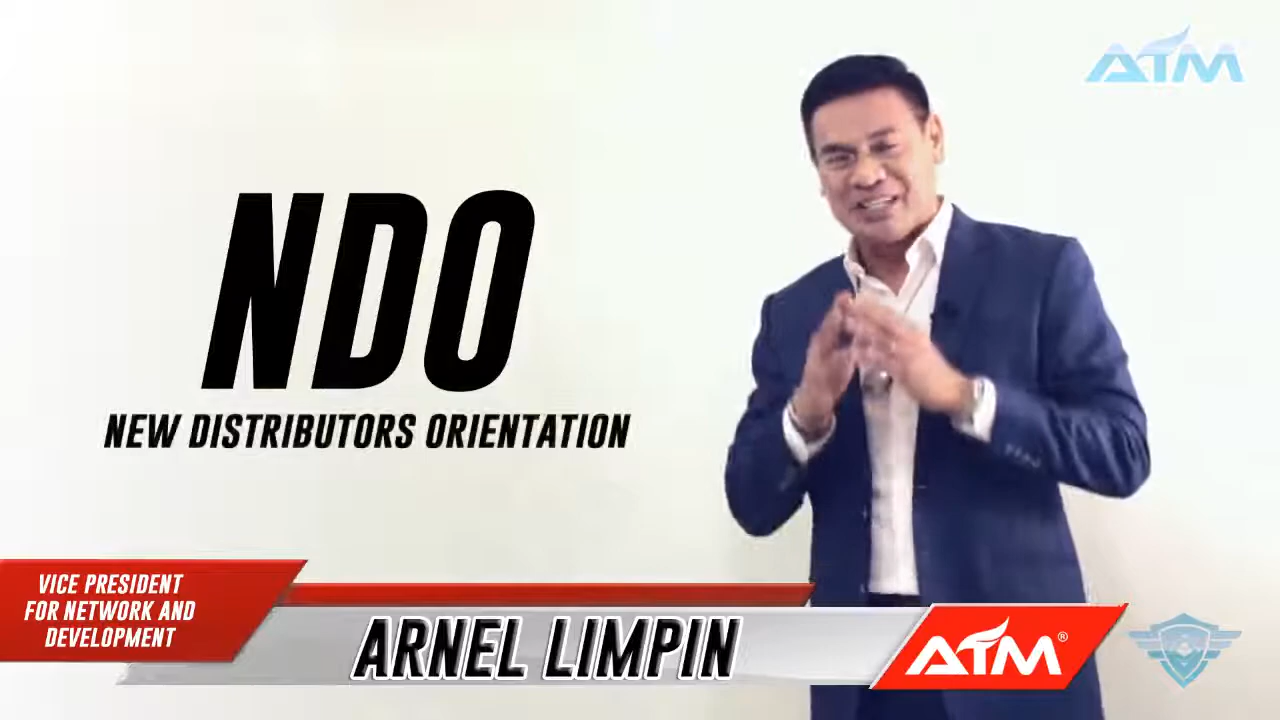 ATM
NDO
NEW DISTRIBUTORS ORIENTATION
VICE PRESIDENT
FOR NETWORK AND
DEVELOPMENT
ARNEL LIMPIN
ATM®